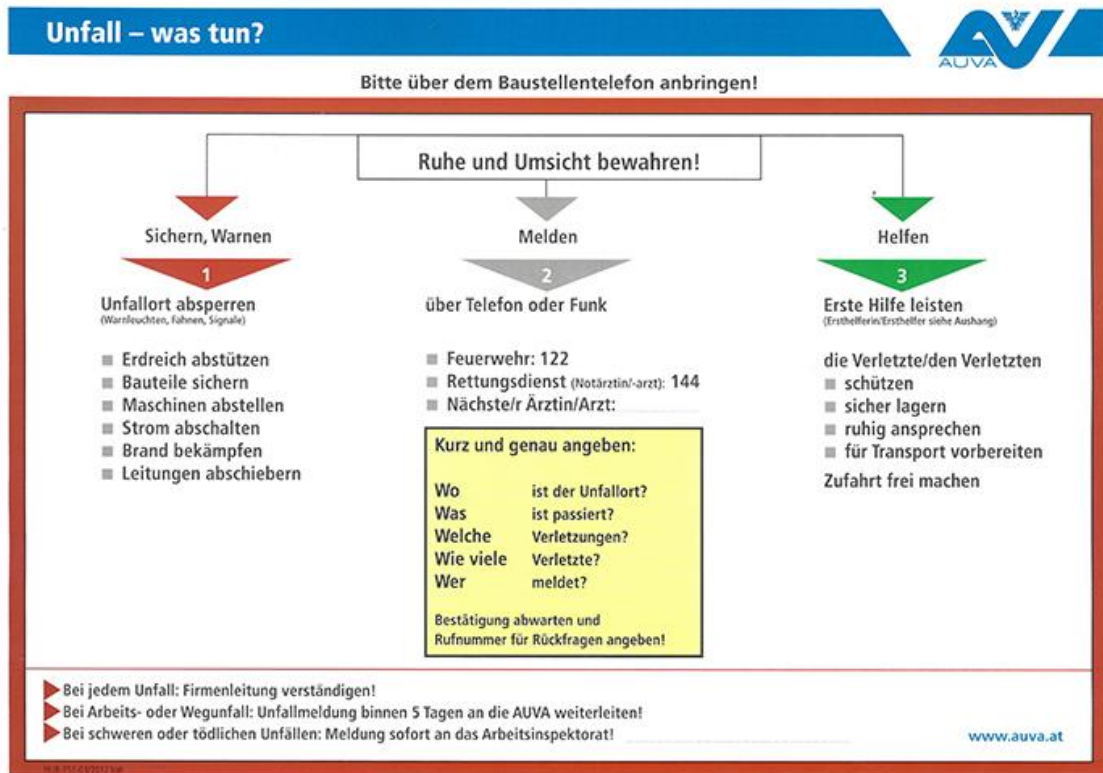 Unfall – was tun?
AUVA
Bitte über dem Baustellentelefon anbringen!
Ruhe und Umsicht bewahren!
Sichern, Warnen
1
Unfallort absperren
(Warnleuchten, Fahnen, Signale)
Erdreich abstützen
Bauteile sichern
Maschinen abstellen
Strom abschalten
Brand bekämpfen
Leitungen abschiebern
Melden
2
über Telefon oder Funk
Feuerwehr: 122
Rettungsdienst (Notärztin/-arzt): 144
Nächste/r Ärztin/Arzt:
Kurz und genau angeben:
Wo ist der Unfallort?
Was ist passiert?
Welche Verletzungen?
Wie viele Verletzte?
Wer meldet?
Bestätigung abwarten und
Rufnummer für Rückfragen angeben!
Helfen
3
Erste Hilfe leisten
(Ersthelferin/Ersthelfer siehe Aushang)
die Verletzte/den Verletzten
schützen
sicher lagern
ruhig ansprechen
für Transport vorbereiten
Zufahrt frei machen
Bei jedem Unfall: Firmenleitung verständigen!
Bei Arbeits- oder Wegunfall: Unfallmeldung binnen 5 Tagen an die AUVA weiterleiten!
Bei schweren oder tödlichen Unfällen: Meldung sofort an das Arbeitsinspektorat!
www.auva.at